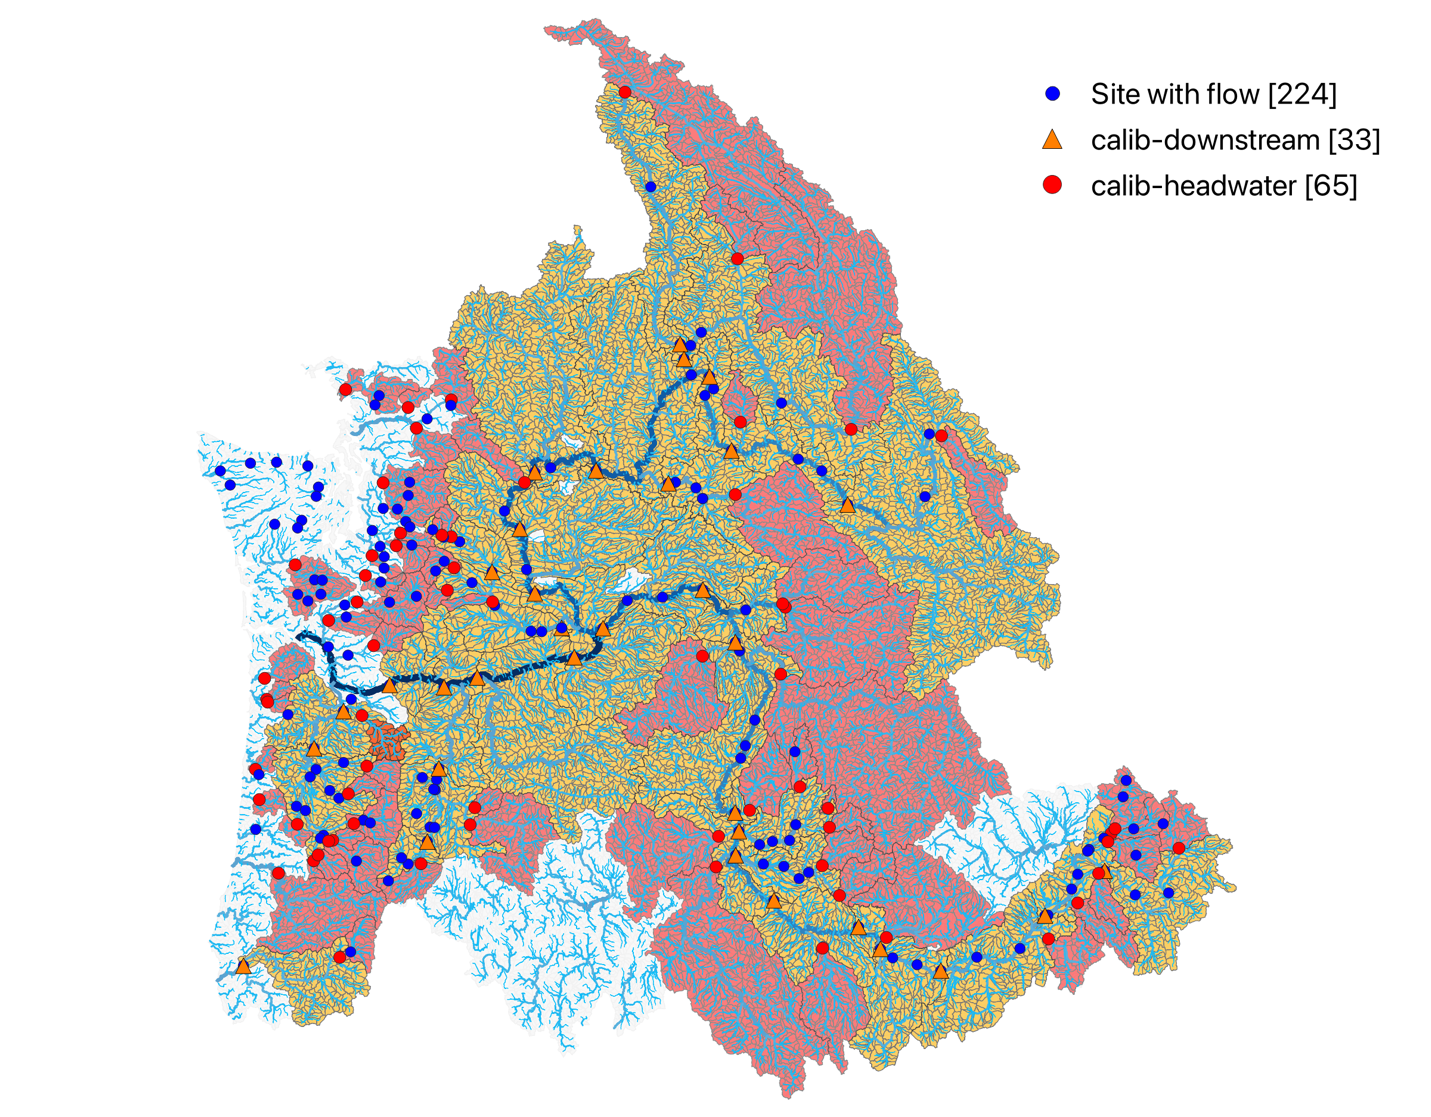 Site with flow [224]
calib-downstream [33]
calib-headwater [65]